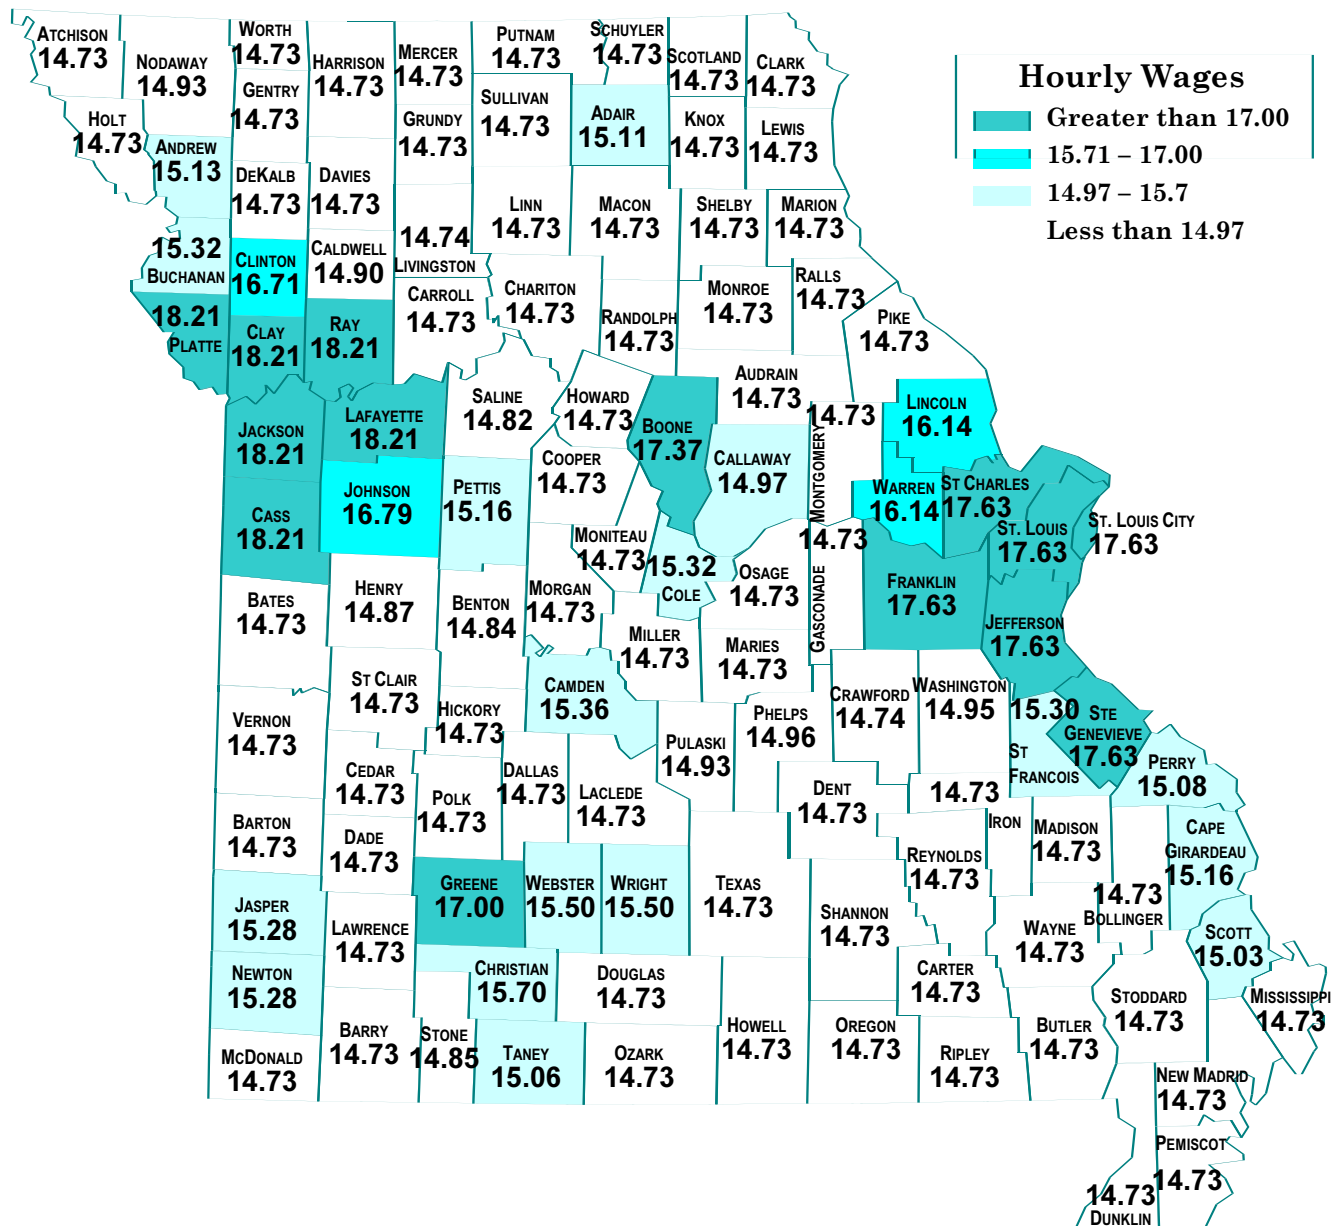 Hourly Wages
Greater than 17.00
15.71 – 17.00
14.97 – 15.7
Less than 14.97
ATCHISON
14.73
NODAWAY
14.93
WORTH
14.73
HARRISON
14.73
MERCER
14.73
PUTNAM
14.73
SCHUYLER
14.73
SCOTLAND
14.73
CLARK
14.73
HOLT
14.73
GENTRY
14.73
ANDREW
15.13
GRUNDY
14.73
SULLIVAN
14.73
ADAIR
15.11
KNOX
14.73
LEWIS
14.73
DEKALB
14.73
DAVIES
14.73
LINN
14.73
MACON
14.73
SHELBY
14.73
MARION
14.73
15.32
BUCHANAN
CLINTON
16.71
CALDWELL
14.90
14.74
LIVINGSTON
CARROLL
14.73
CHARITON
14.73
RANDOLPH
14.73
MONROE
14.73
RALLS
14.73
PIKE
14.73
18.21
PLATTE
CLAY
18.21
RAY
18.21
SALINE
14.82
HOWARD
14.73
BOONE
17.37
AUDRAIN
14.73
14.73
MONTGOMERY
LINCOLN
16.14
JACKSON
18.21
LAFAYETTE
18.21
JOHNSON
16.79
PETTIS
15.16
COOPER
14.73
CALLAWAY
14.97
WARREN
16.14
ST CHARLES
17.63
ST. LOUIS
17.63
ST. LOUIS CITY
17.63
CASS
18.21
MONITEAU
14.73
15.32
COLE
OSAGE
14.73
14.73
GASCONADE
FRANKLIN
17.63
JEFFERSON
17.63
BATES
14.73
HENRY
14.87
BENTON
14.84
MORGAN
14.73
MILLER
14.73
MARIES
14.73
ST CLAIR
14.73
HICKORY
14.73
CAMDEN
15.36
PULASKI
14.93
PHELPS
14.96
CRAWFORD
14.74
WASHINGTON
14.95
15.30
ST
FRANCOIS
STE
GENEVIEVE
17.63
PERRY
15.08
VERNON
14.73
CEDAR
14.73
POLK
14.73
DALLAS
14.73
LACLEDE
14.73
DENT
14.73
14.73
IRON
MADISON
14.73
CAPE
GIRARDEAU
15.16
BARTON
14.73
DADE
14.73
GREENE
17.00
WEBSTER
15.50
WRIGHT
15.50
TEXAS
14.73
REYNOLDS
14.73
14.73
BOLLINGER
JASPER
15.28
LAWRENCE
14.73
SHANNON
14.73
WAYNE
14.73
SCOTT
15.03
NEWTON
15.28
CHRISTIAN
15.70
DOUGLAS
14.73
CARTER
14.73
STODDARD
14.73
MISSISSIPPI
14.73
MCDONALD
14.73
BARRY
14.73
STONE
14.85
TANEY
15.06
OZARK
14.73
HOWELL
14.73
OREGON
14.73
RIPLEY
14.73
BUTLER
14.73
NEW MADRID
14.73
PEMISCOT
14.73
14.73
DUNKLIN